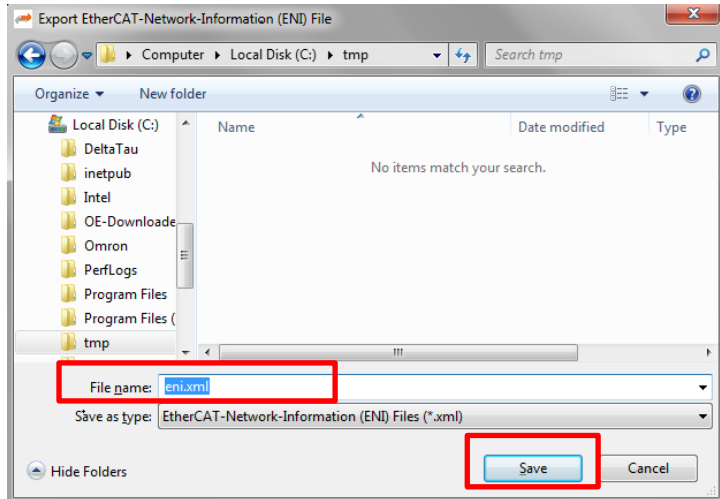 Export EtherCAT-Network-Information (ENI) File
Computer Local Disk (C:) tmp Search tmp
Organize New folder
Local Disk (C:) Name Date modified Type
DeltaTau
No items match your search.
inetpub
Intel
OE-Downloade
Omron
PerfLogs
Program Files
Program Files (
tmp
File name: eni.xml
Save as type: EtherCAT-Network-Information (ENI) Files (*.xml)
Hide Folders Save Cancel